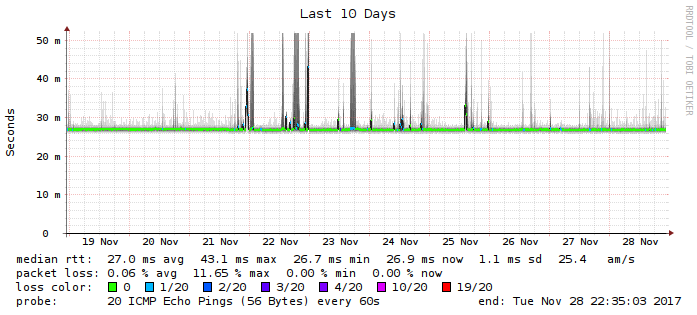 Last 10 Days
RRDTOOL / TOBI OETIKER
Seconds
50 m
40 m
30 m
20 m
10 m
0
19 Nov 20 Nov 21 Nov 22 Nov 23 Nov 24 Nov 25 Nov 26 Nov 27 Nov 28 Nov
median rtt: 27.0 ms avg 43.1 ms max 26.7 ms min 26.9 ms now 1.1 ms sd 25.4 am/s
packet loss: 0.06 % avg 11.65 % max 0.00 % min 0.00 % now
loss color: 0 1/20 2/20 3/20 4/20 10/20 19/20
probe: 20 ICMP Echo Pings (56 Bytes) every 60s end: Tue Nov 28 22:35:03 2017